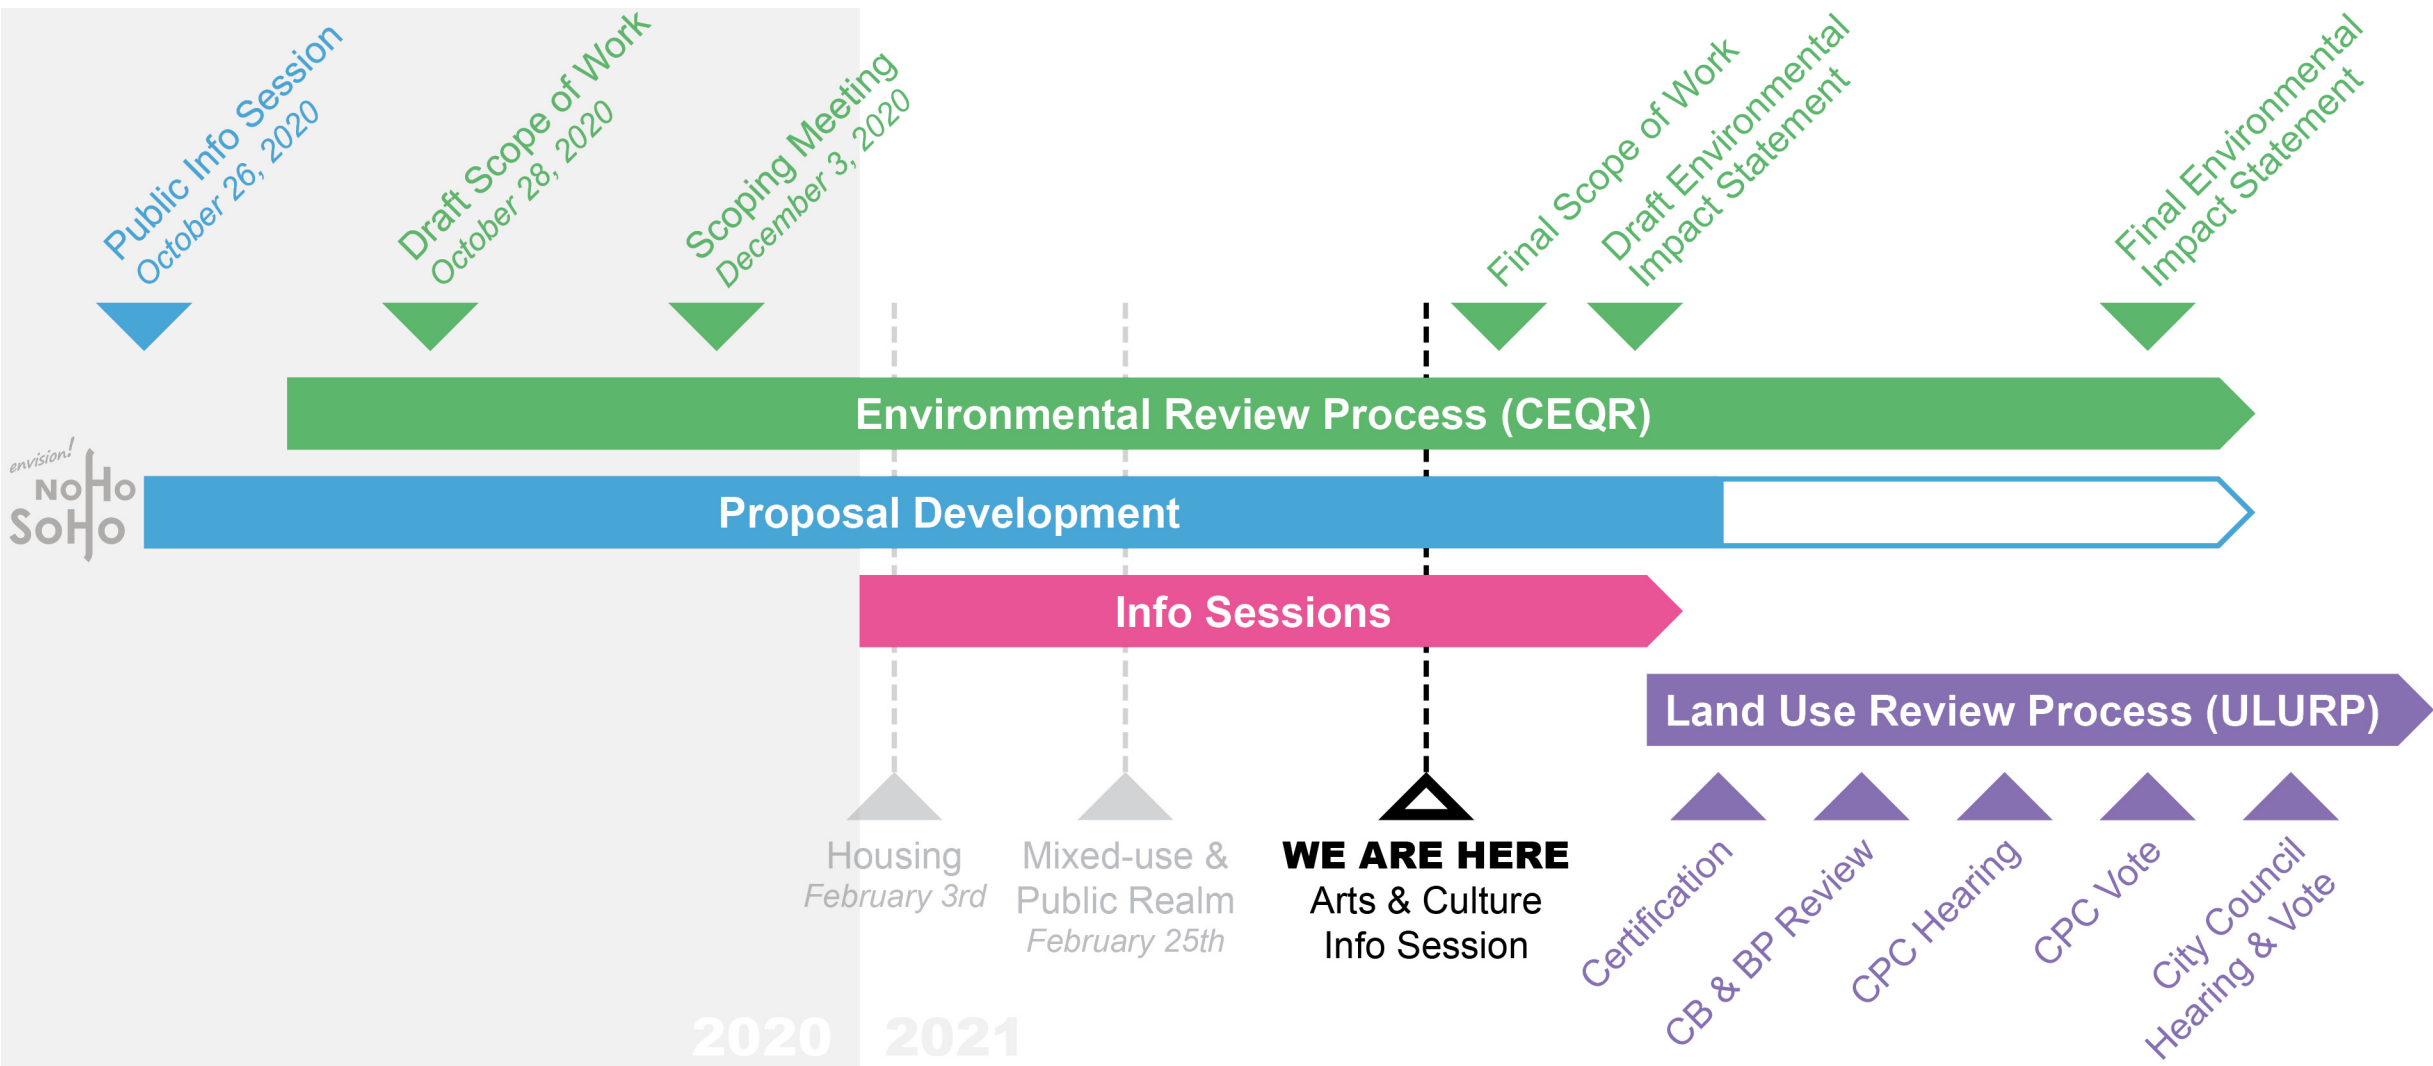 Public Info Session
October 26, 2020
Draft Scope of Work
October 28, 2020
Scoping Meeting
December 3, 2020
Final Scope of Work
Draft Environmental
Impact Statement
Final Environmental
Impact Statement
Environmental Review Process (CEQR)
envision!
NoHo
SoHo
Proposal Development
Info Sessions
Land Use Review Process (ULURP)
Housing
February 3rd
Mixed-use &
Public Realm
February 25th
WE ARE HERE
Arts & Culture
Info Session
Certification
CB & BP Review
CPC Hearing
CPC Vote
City Council
Hearing & Vote
2020
2021